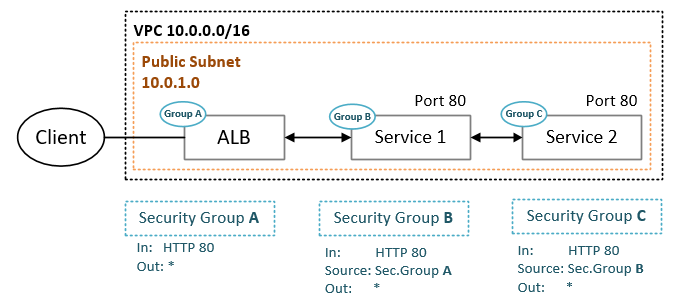 VPC 10.0.0.0/16
Public Subnet
10.0.1.0
Group A
Group B
Port 80
Group C
Port 80
Client
ALB
Service 1
Service 2
Security Group A
In: HTTP 80
Out: *
Security Group B
In: HTTP 80
Source: Sec.Group A
Out: *
Security Group C
In: HTTP 80
Source: Sec.Group B
Out: *